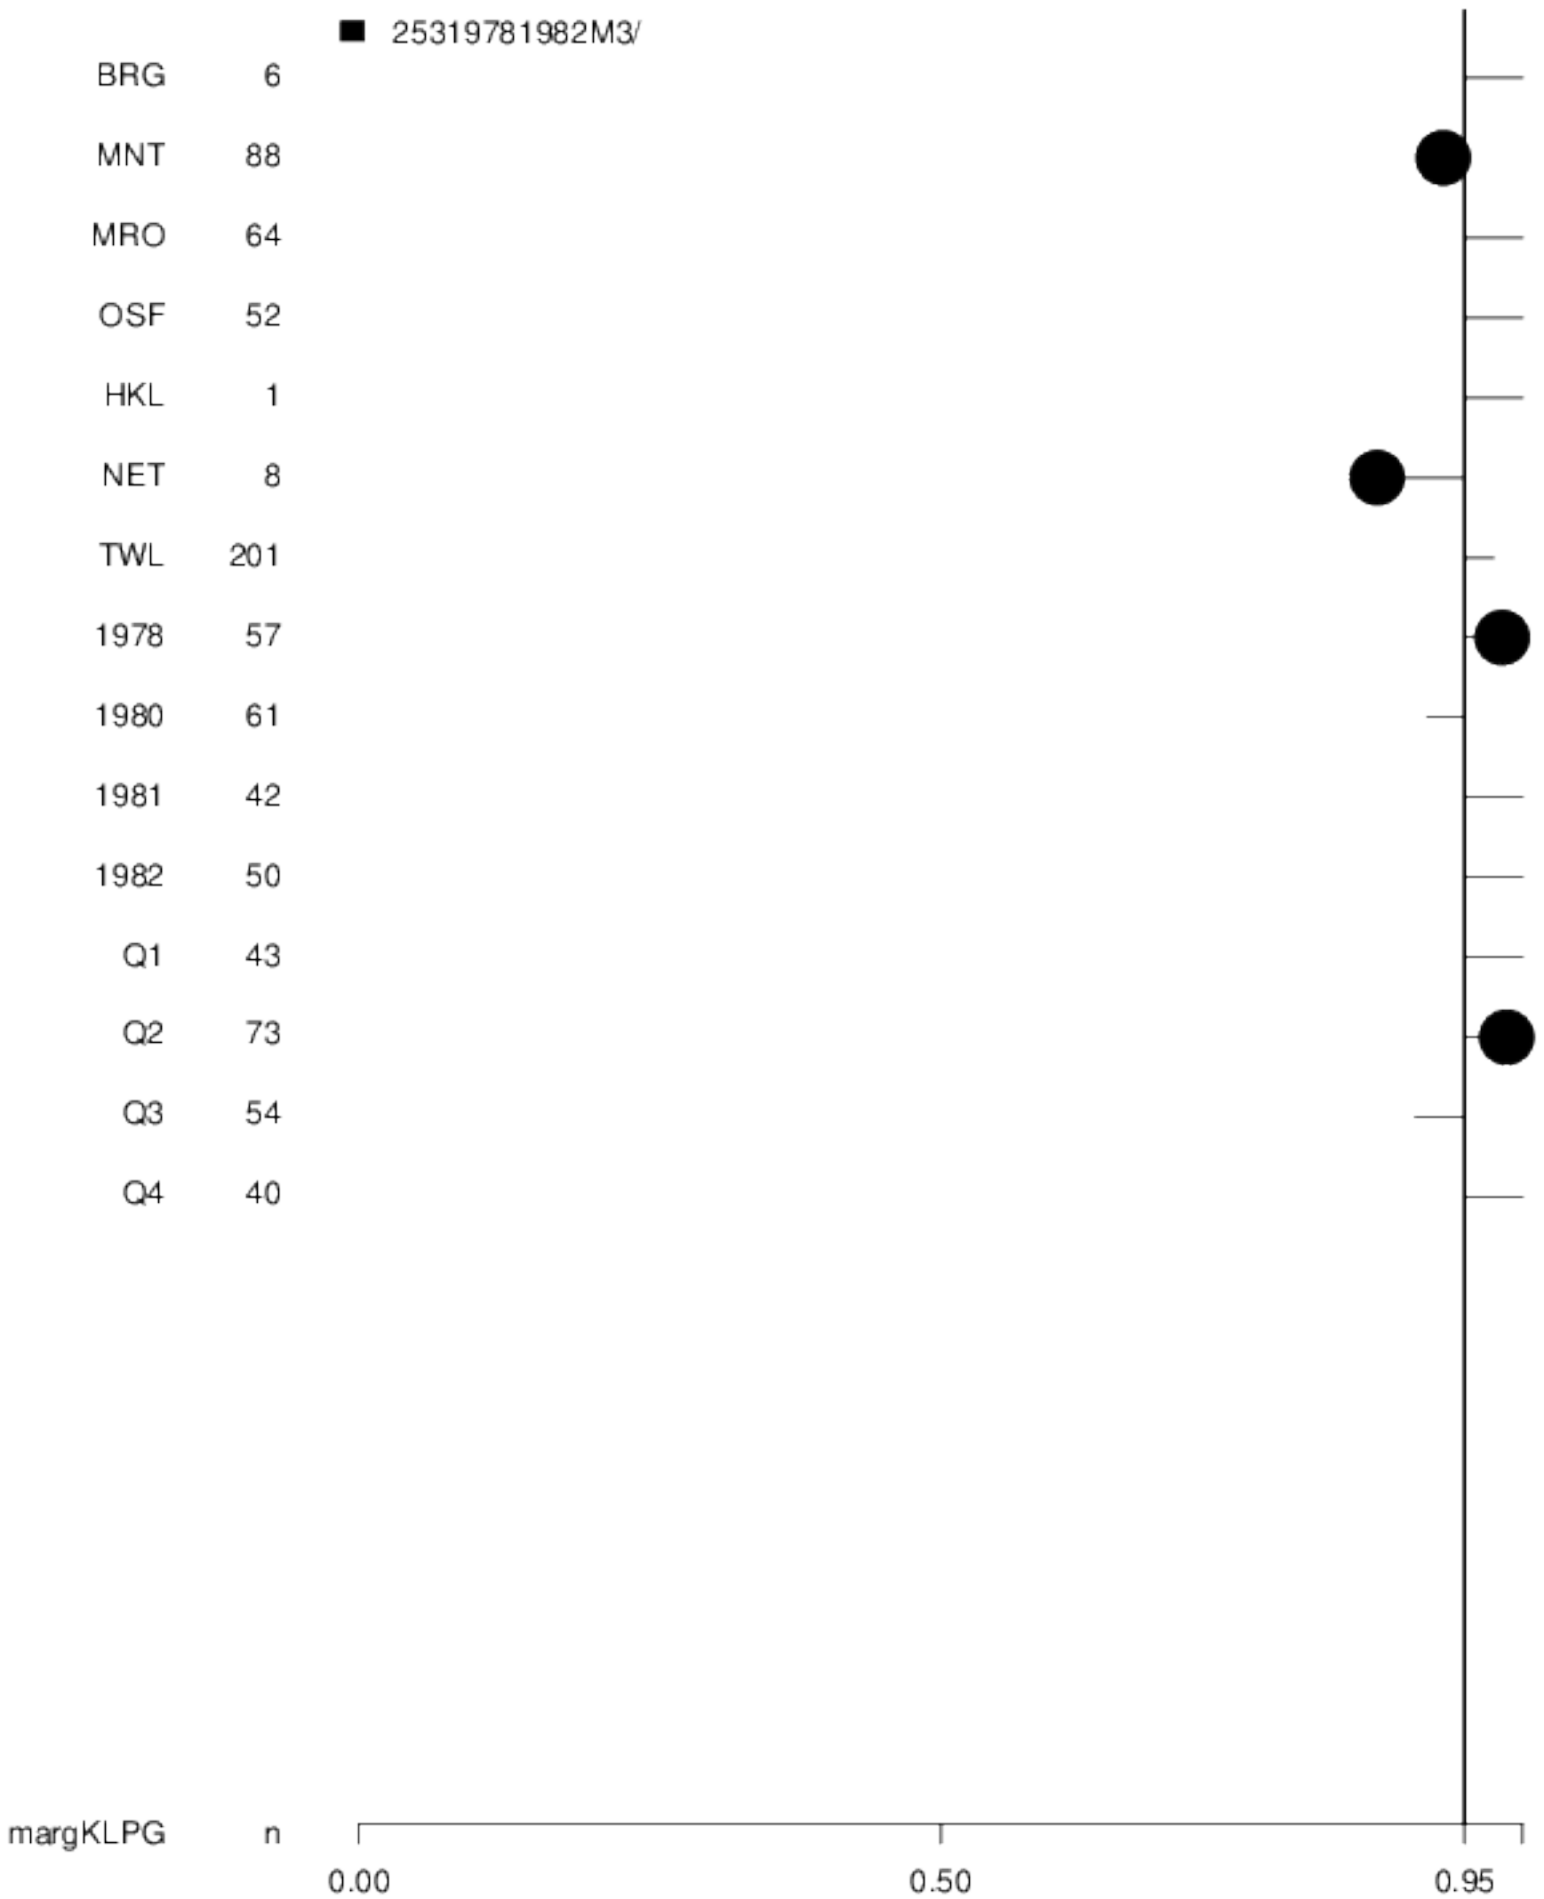 25319781982M3/
BRG 6
MNT 88
MRO 64
OSF 52
HKL 1
NET 8
TWL 201
1978 57
1980 61
1981 42
1982 50
Q1 43
Q2 73
Q3 54
Q4 40
margKLPG n
0.00 0.50 0.95